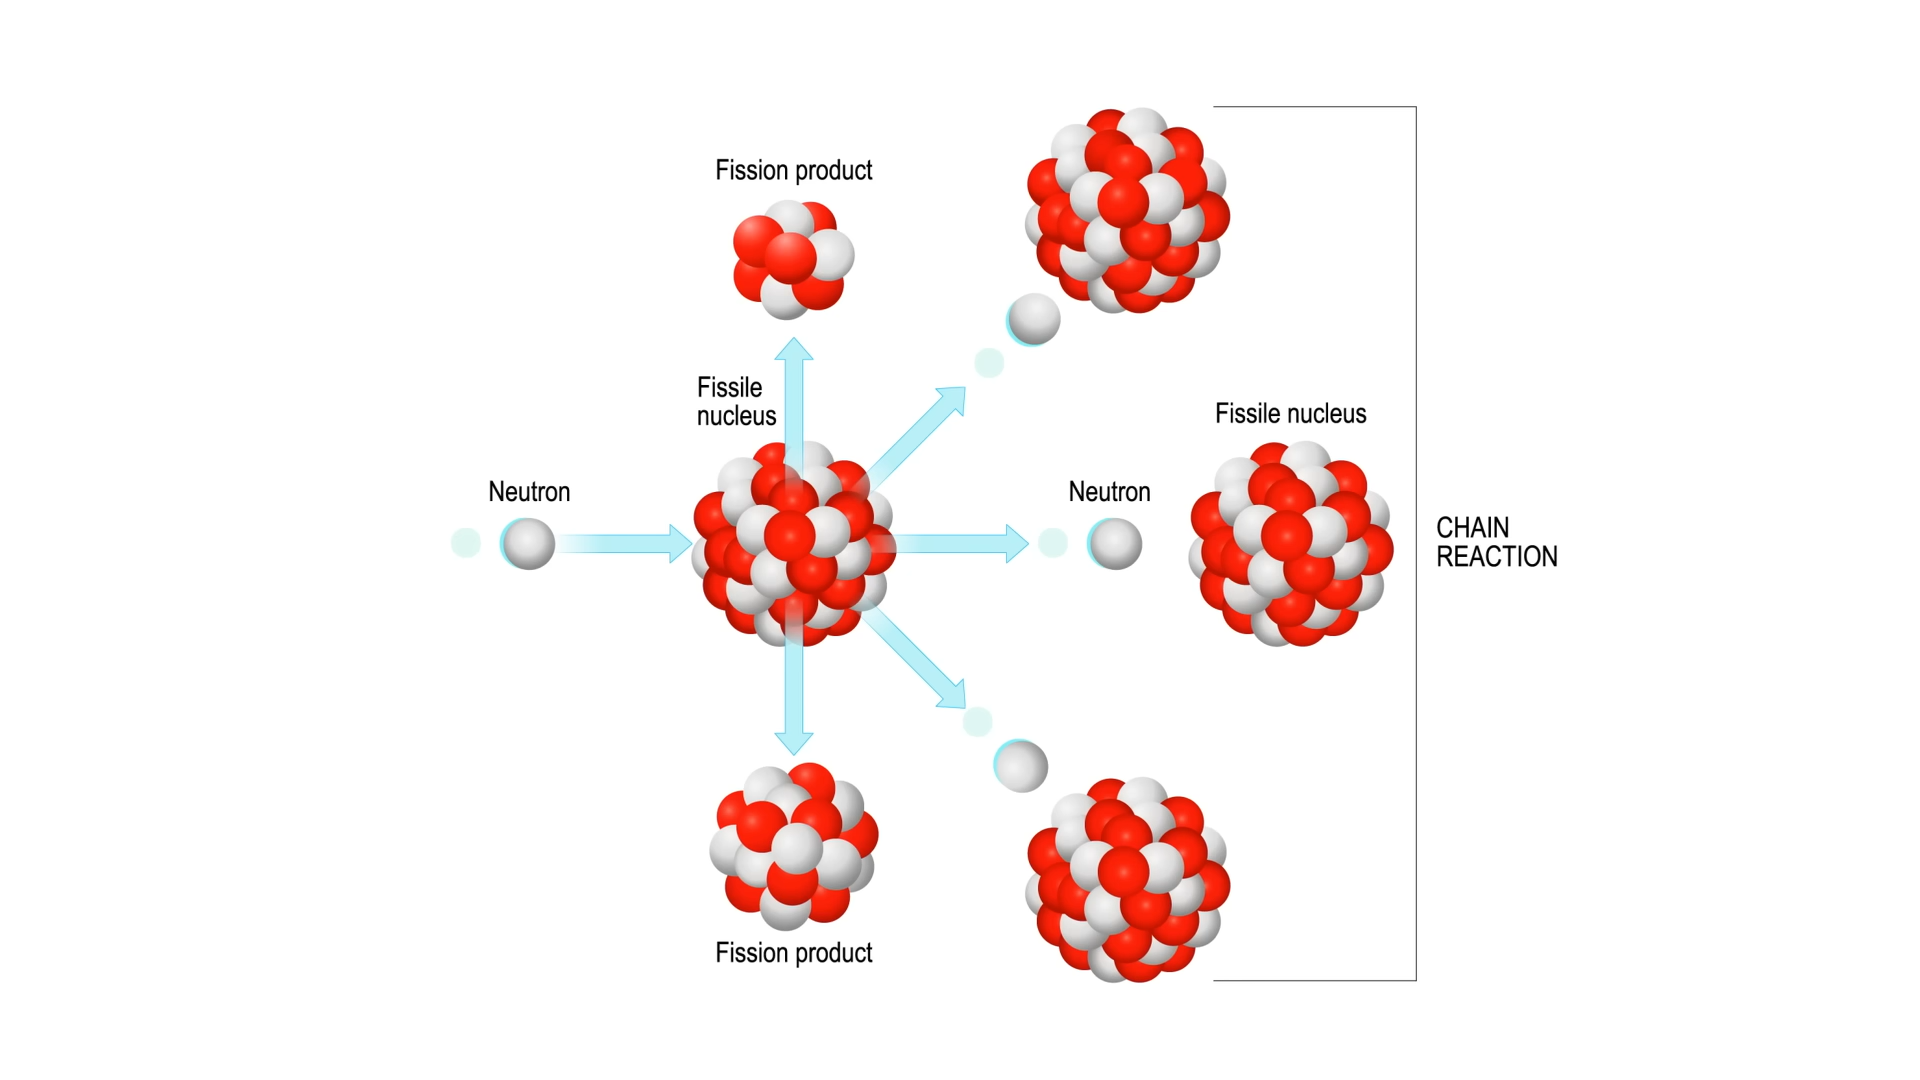 Fission product
Fissile
nucleus
Neutron
Neutron
Fissile nucleus
CHAIN
REACTION
Fission product